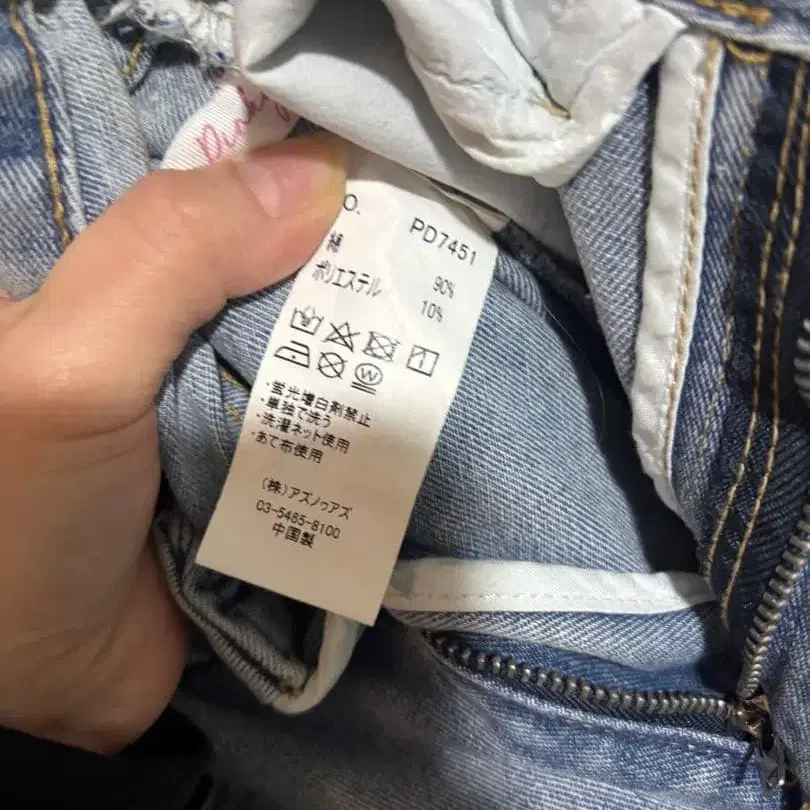 Pink
O. PD7451
綿 90%
ポリエステル 10%
W
・蛍光増白剤禁止
・単独で洗う
・洗濯ネット使用
・あて布使用
(株)アズノゥアズ
03-5485-8100
中国製